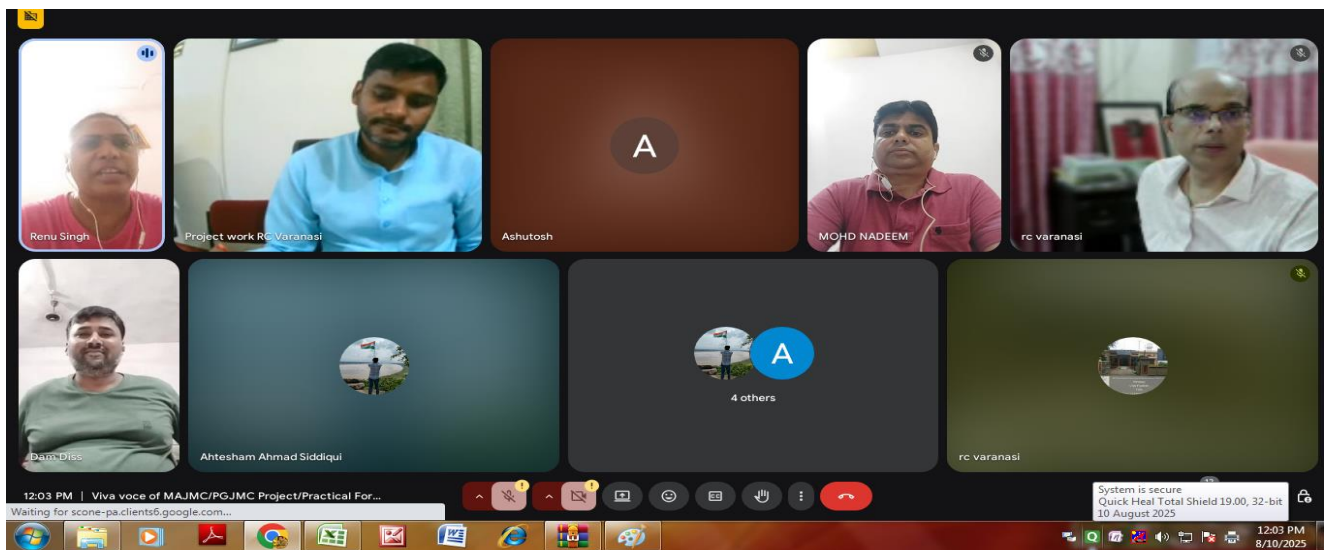 Renu Singh
Project work RC Varanasi
A
Ashutosh
MOHD NADEEM
rc varanasi
Dam Diss
Ahtesham Ahmad Siddiqui
A
4 others
rc varanasi
12:03 PM | Viva voce of MAJMC/PGJMC Project/Practical For...
Waiting for scone-pa.clients6.google.com...
System is secure
Quick Heal Total Shield 19.00, 32-bit
10 August 2025
12:03 PM
8/10/2025